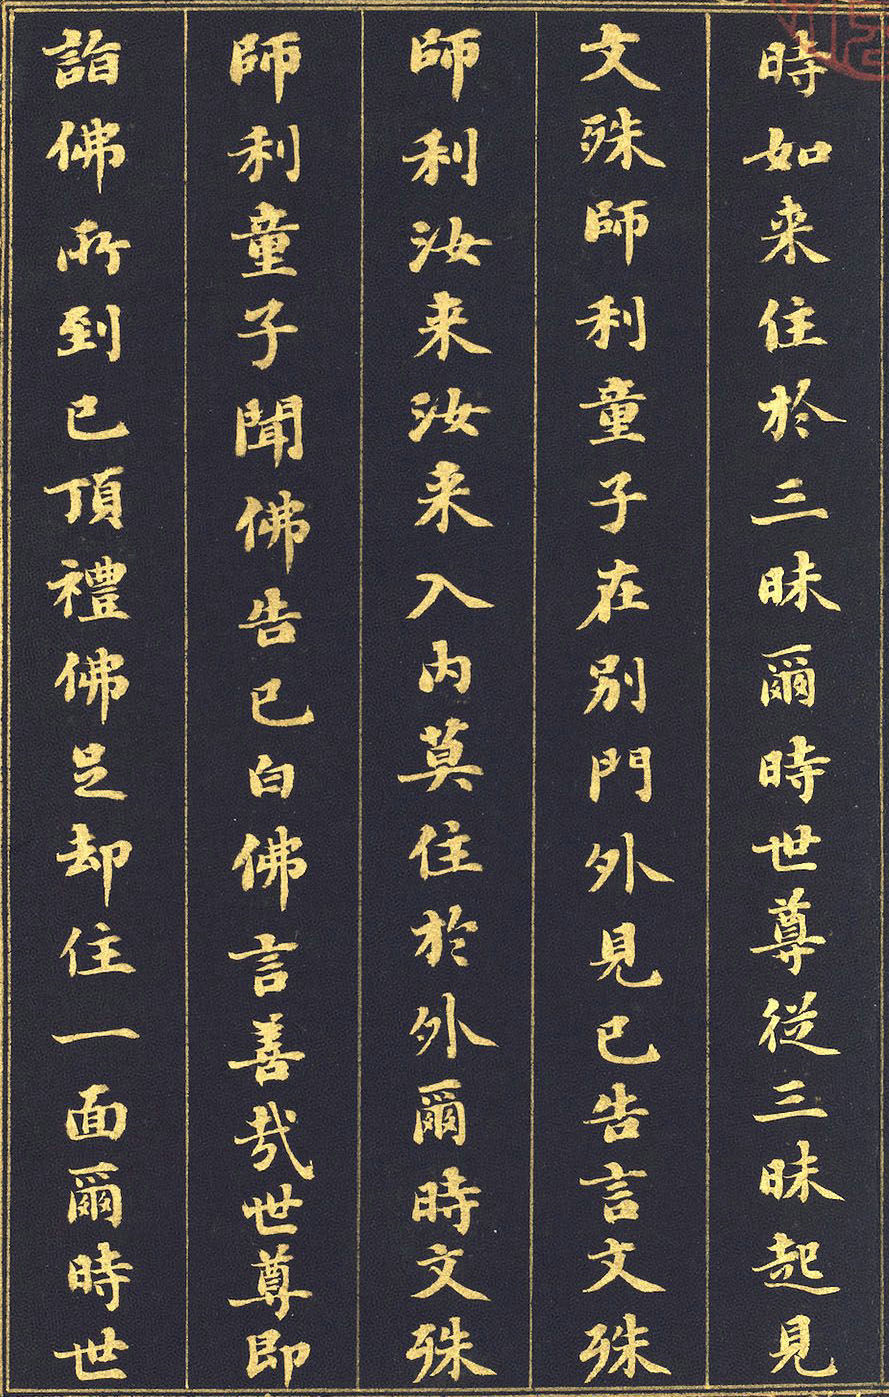 時如来住於三昧爾時世尊従三昧起見
文殊師利童子在別門外見已告言文殊
師利汝来汝来入内莫住於外爾時文殊
師利童子聞佛告已白佛言善哉世尊即
詣佛所到已頂禮佛足却住一面爾時世